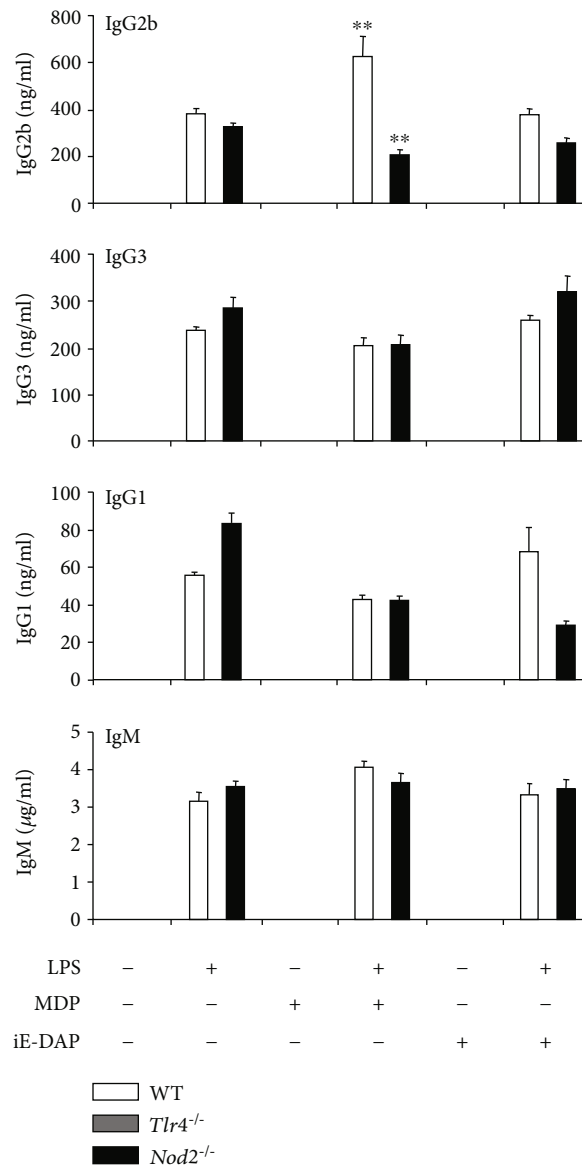 IgG2b
800
600
400
200
0
IgG2b (ng/ml)
**
**
IgG3
400
300
200
100
0
IgG3 (ng/ml)
IgG1
100
80
60
40
20
0
IgG1 (ng/ml)
IgM
5
4
3
2
1
0
IgM (μg/ml)
LPS − + − + − +
MDP − − + + − −
iE-DAP − − − − + +
WT
Tlr4-/-
Nod2-/-